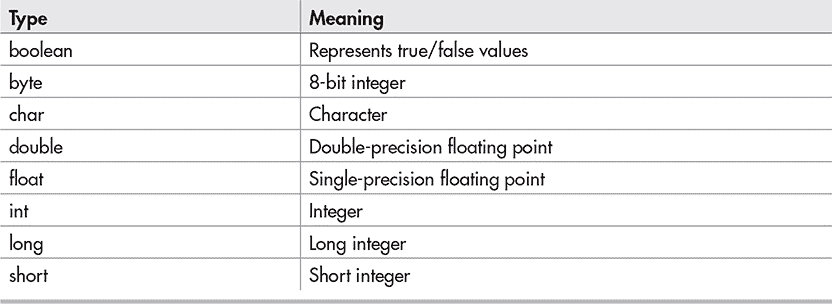 Type Meaning
boolean Represents true/false values
byte 8-bit integer
char Character
double Double-precision floating point
float Single-precision floating point
int Integer
long Long integer
short Short integer